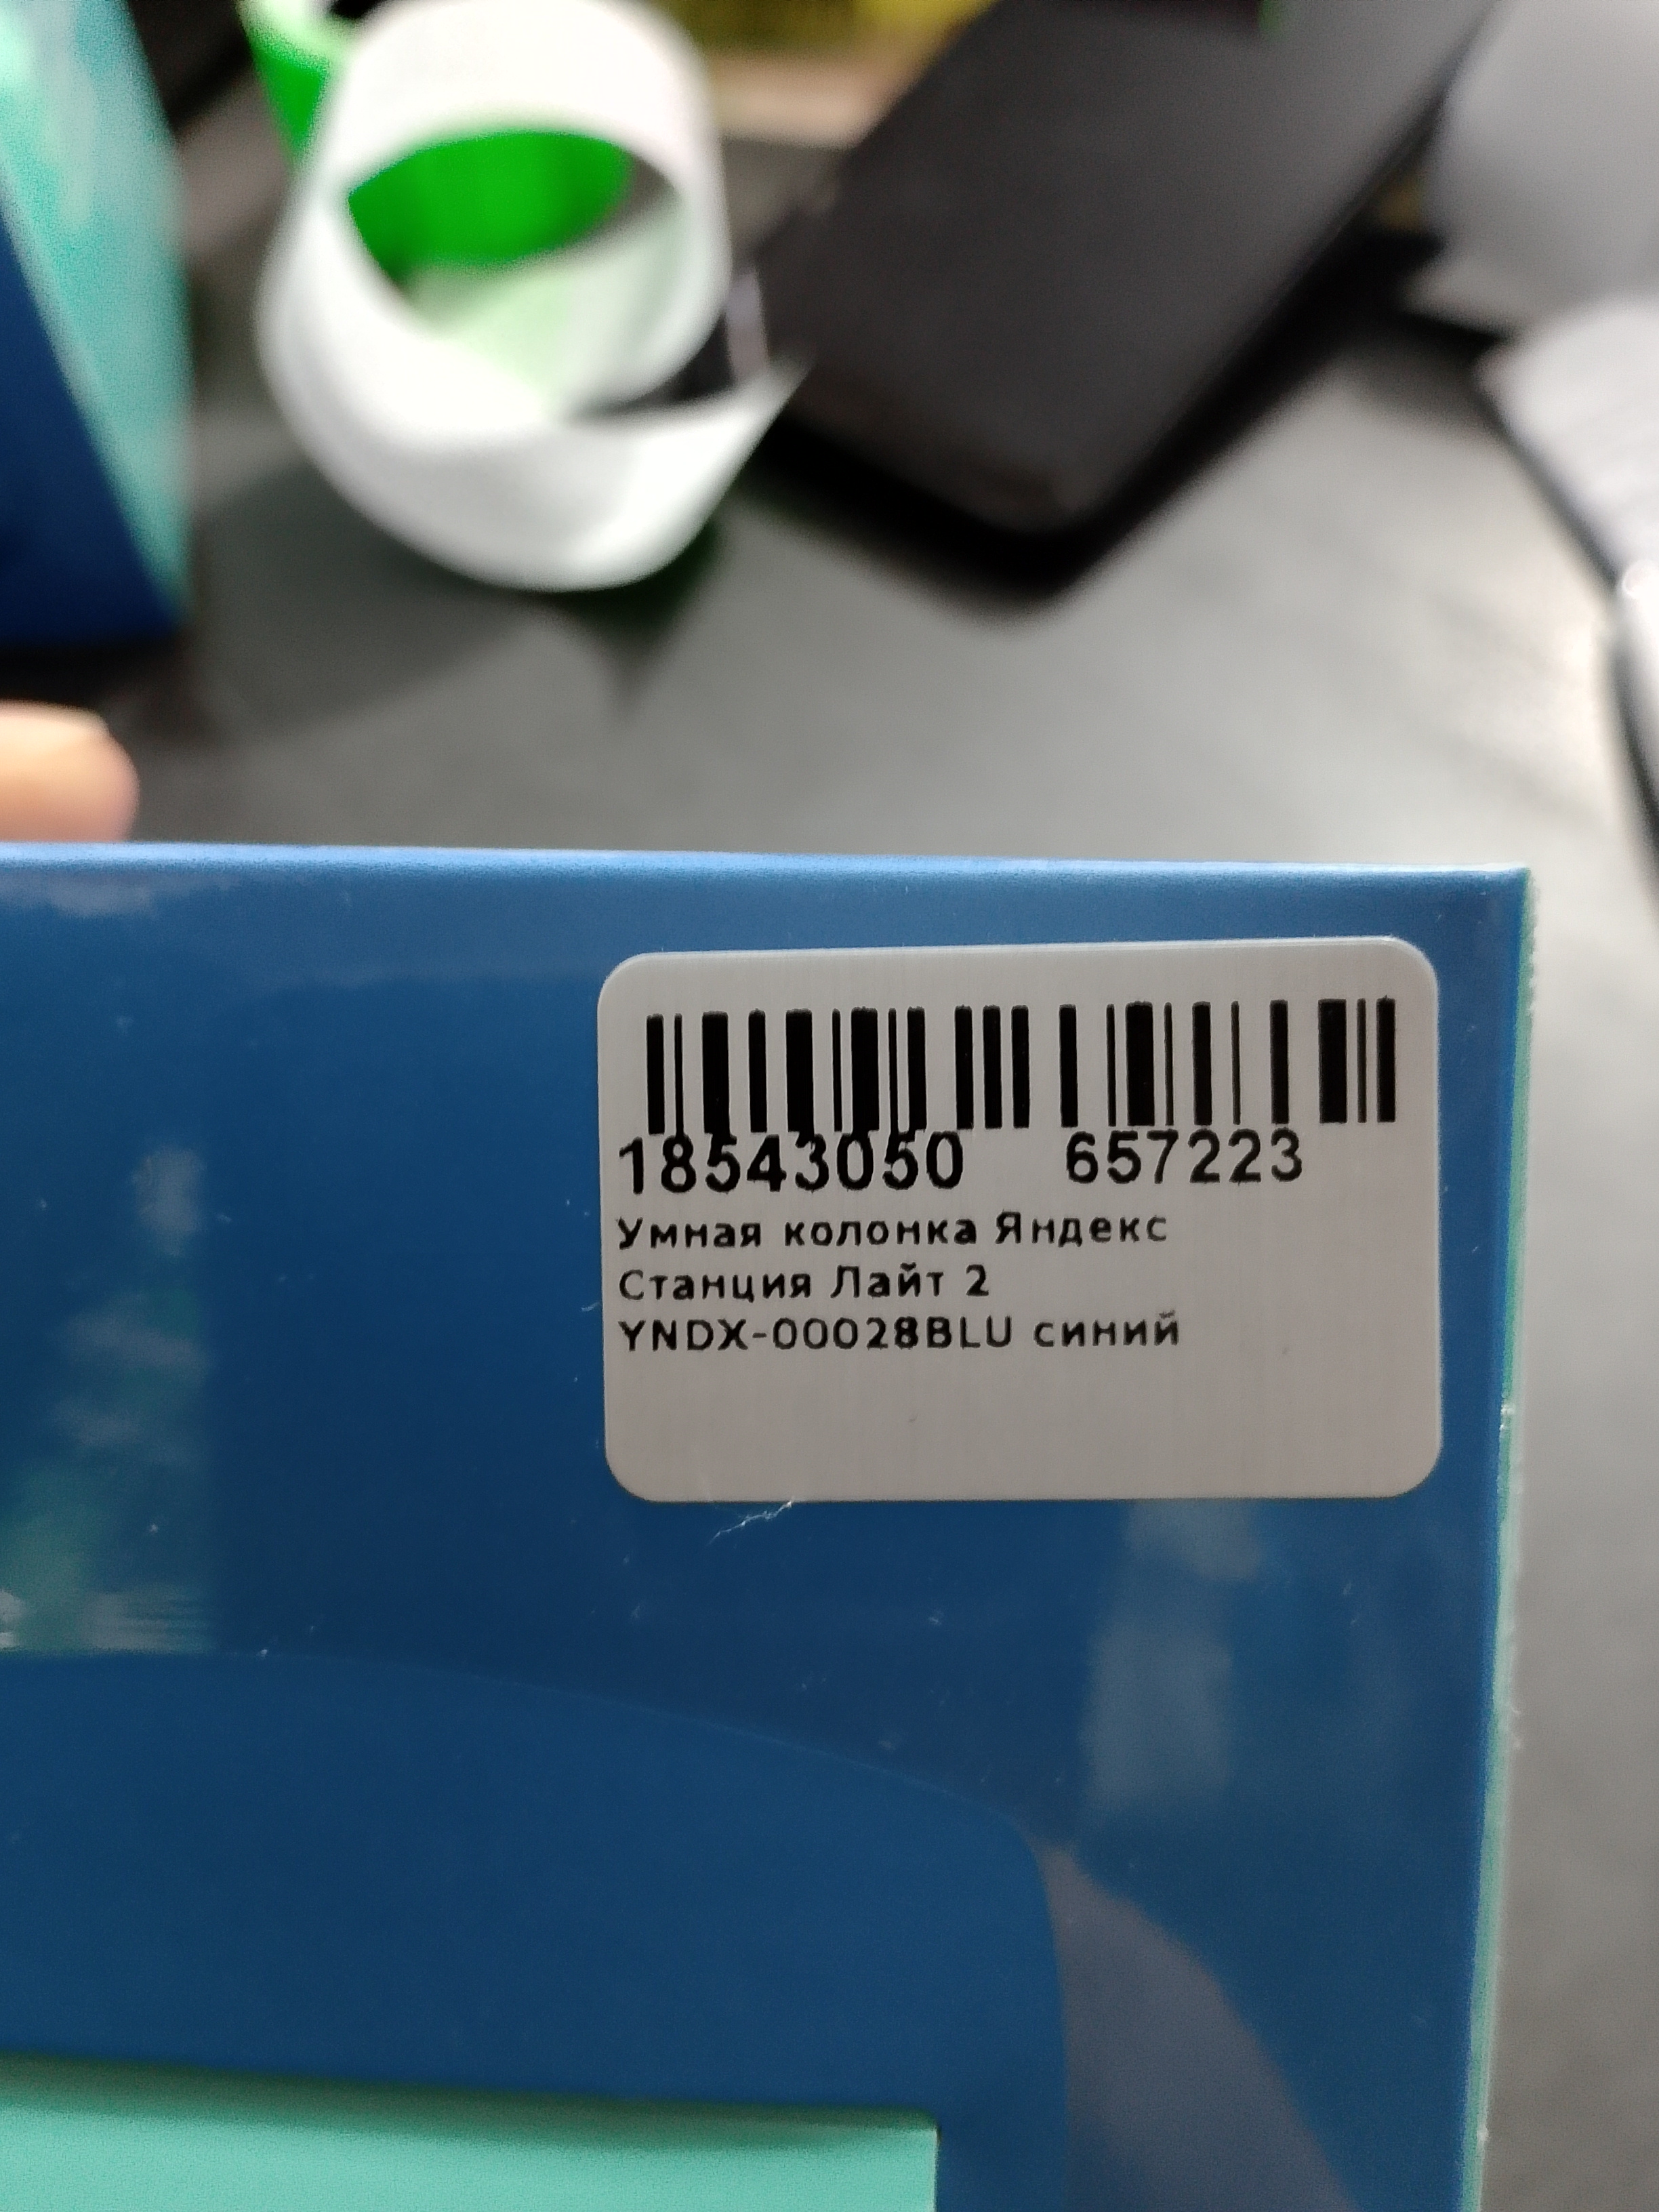 18543050 657223
Умная колонка Яндекс
Станция Лайт 2
YNDX-00028BLU синий